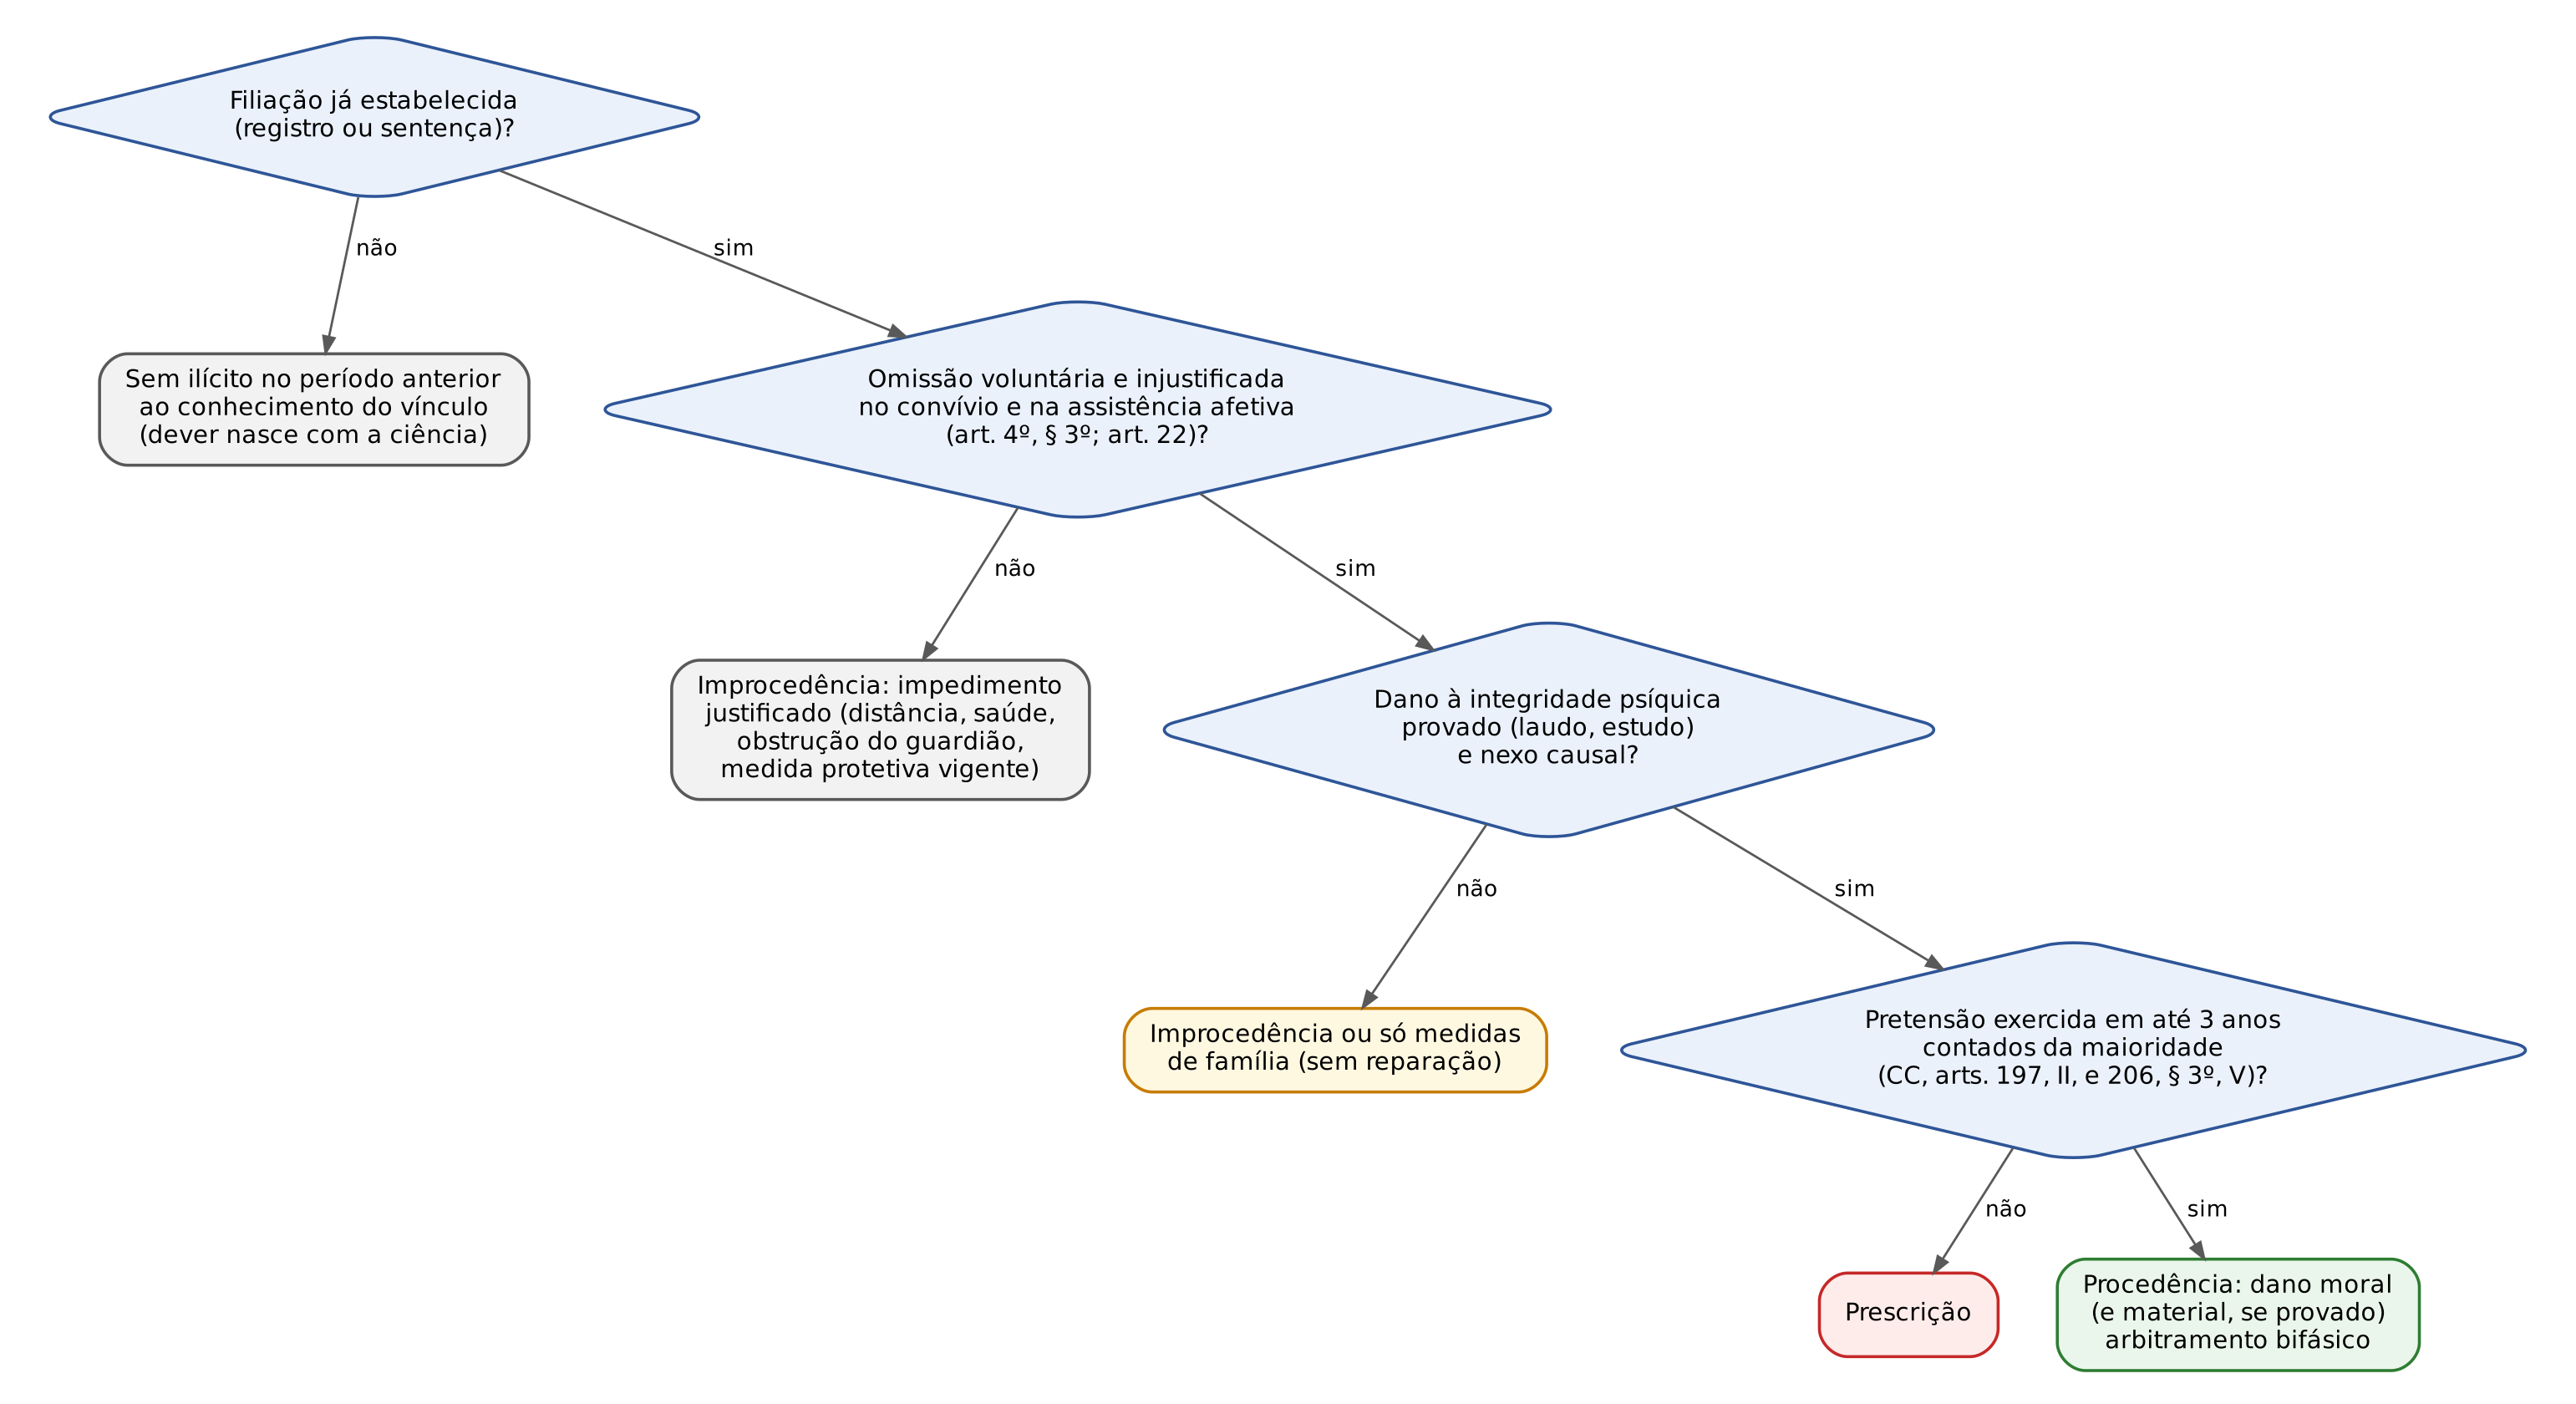 Filiação já estabelecida
(registro ou sentença)?
não
sim
Sem ilícito no período anterior
ao conhecimento do vínculo
(dever nasce com a ciência)
Omissão voluntária e injustificada
no convívio e na assistência afetiva
(art. 4º, § 3º; art. 22)?
não
sim
Improcedência: impedimento
justificado (distância, saúde,
obstrução do guardião,
medida protetiva vigente)
Dano à integridade psíquica
provado (laudo, estudo)
e nexo causal?
não
sim
Improcedência ou só medidas
de família (sem reparação)
Pretensão exercida em até 3 anos
contados da maioridade
(CC, arts. 197, II, e 206, § 3º, V)?
não
sim
Prescrição
Procedência: dano moral
(e material, se provado)
arbitramento bifásico